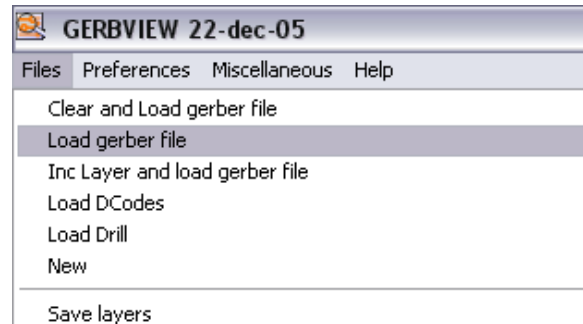 GERBVIEW 22-dec-05
Files Preferences Miscellaneous Help
Clear and Load gerber file
Load gerber file
Inc Layer and load gerber file
Load DCodes
Load Drill
New
Save layers